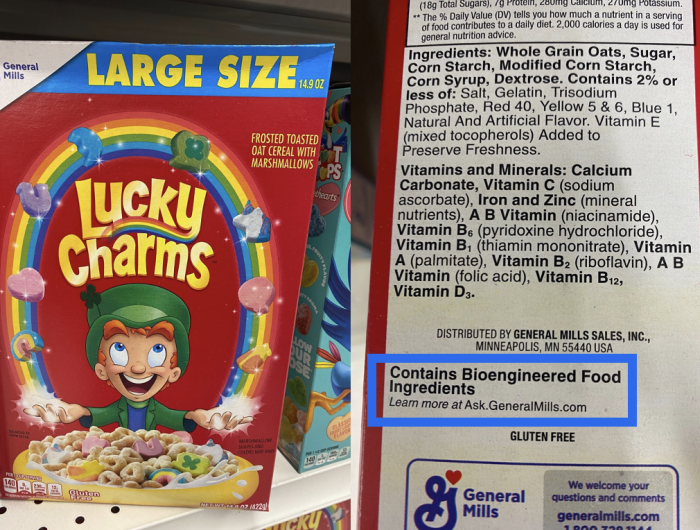 General
Mills
LARGE SIZE 14.9 OZ
FROSTED TOASTED
OAT CEREAL WITH
MARSHMALLOWS
Lucky
Charms
140
Gluten
Free
(18g Total Sugars), 7g Protein, 280mg Calcium, 270mg Potassium.
** The % Daily Value (DV) tells you how much a nutrient in a serving
of food contributes to a daily diet. 2,000 calories a day is used for
general nutrition advice.
Ingredients: Whole Grain Oats, Sugar,
Corn Starch, Modified Corn Starch,
Corn Syrup, Dextrose. Contains 2% or
less of: Salt, Gelatin, Trisodium
Phosphate, Red 40, Yellow 5 & 6, Blue 1,
Natural And Artificial Flavor. Vitamin E
(mixed tocopherols) Added to
Preserve Freshness.
Vitamins and Minerals: Calcium
Carbonate, Vitamin C (sodium
ascorbate), Iron and Zinc (mineral
nutrients), A B Vitamin (niacinamide),
Vitamin B₆ (pyridoxine hydrochloride),
Vitamin B₁ (thiamin mononitrate), Vitamin
A (palmitate), Vitamin B₂ (riboflavin), A B
Vitamin (folic acid), Vitamin B₁₂,
Vitamin D₃.
DISTRIBUTED BY GENERAL MILLS SALES, INC.,
MINNEAPOLIS, MN 55440 USA
Contains Bioengineered Food
Ingredients
Learn more at Ask.GeneralMills.com
GLUTEN FREE
General
Mills
We welcome your
questions and comments
generalmills.com